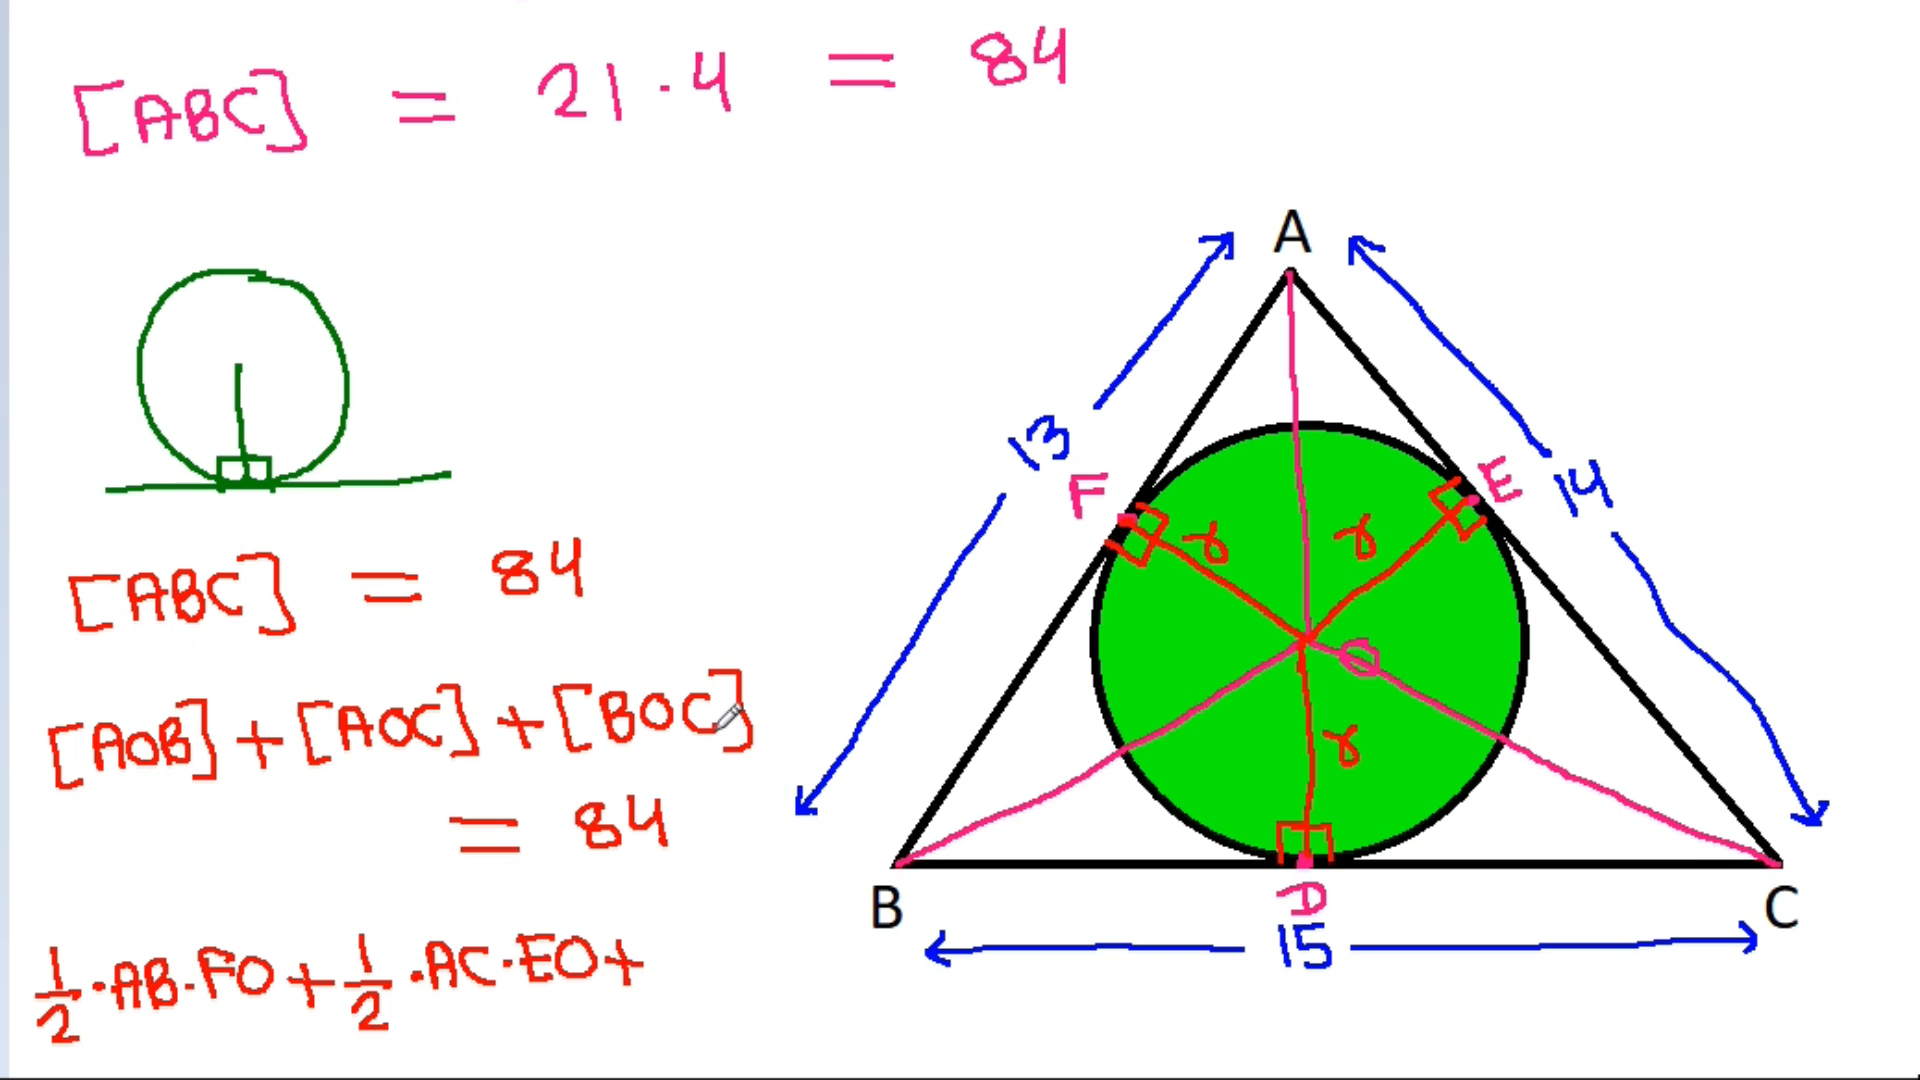 [ABC] = 21·4 = 84
A
13
14
F
E
r
r
O
r
[ABC] = 84
[AOB] + [AOC] + [BOC]
= 84
B
D
C
15
1/2 · AB · FO + 1/2 · AC · EO +